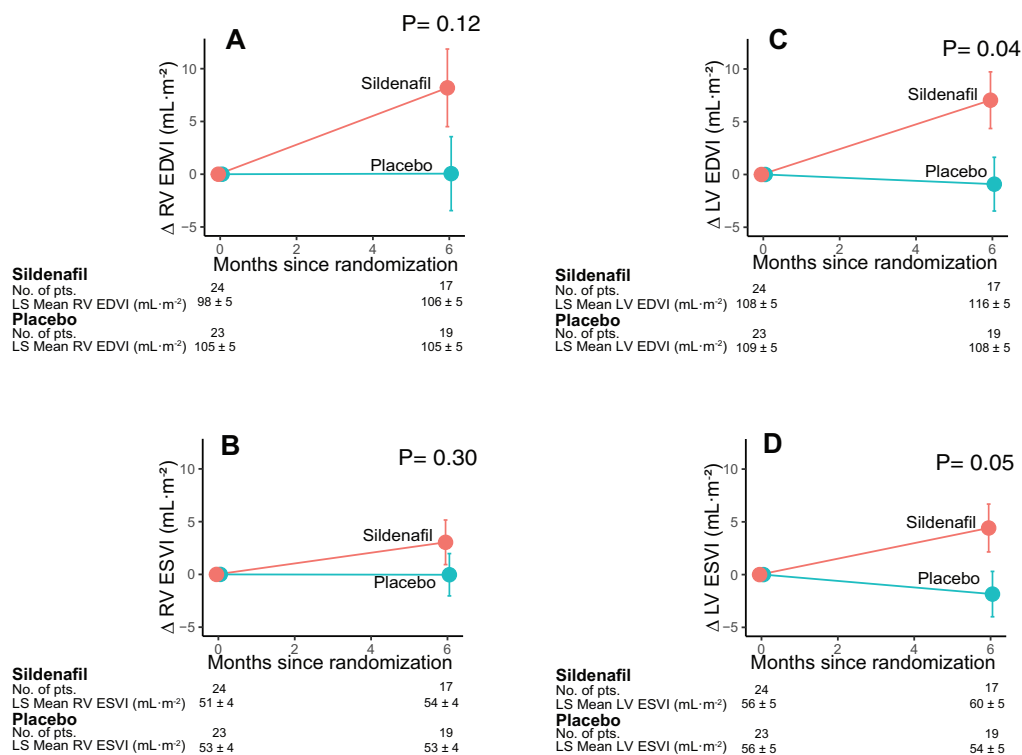 A
P= 0.12
Δ RV EDVI (mL·m⁻²)
10
5
0
−5
Sildenafil
Placebo
0 2 4 6
Months since randomization
Sildenafil
No. of pts. 24 17
LS Mean RV EDVI (mL·m⁻²) 98 ± 5 106 ± 5
Placebo
No. of pts. 23 19
LS Mean RV EDVI (mL·m⁻²) 105 ± 5 105 ± 5
C
P= 0.04
Δ LV EDVI (mL·m⁻²)
10
5
0
−5
Sildenafil
Placebo
0 2 4 6
Months since randomization
Sildenafil
No. of pts. 24 17
LS Mean LV EDVI (mL·m⁻²) 108 ± 5 116 ± 5
Placebo
No. of pts. 23 19
LS Mean LV EDVI (mL·m⁻²) 109 ± 5 108 ± 5
B
P= 0.30
Δ RV ESVI (mL·m⁻²)
10
5
0
−5
Sildenafil
Placebo
0 2 4 6
Months since randomization
Sildenafil
No. of pts. 24 17
LS Mean RV ESVI (mL·m⁻²) 51 ± 4 54 ± 4
Placebo
No. of pts. 23 19
LS Mean RV ESVI (mL·m⁻²) 53 ± 4 53 ± 4
D
P= 0.05
Δ LV ESVI (mL·m⁻²)
10
5
0
−5
Sildenafil
Placebo
0 2 4 6
Months since randomization
Sildenafil
No. of pts. 24 17
LS Mean LV ESVI (mL·m⁻²) 56 ± 5 60 ± 5
Placebo
No. of pts. 23 19
LS Mean LV ESVI (mL·m⁻²) 56 ± 5 54 ± 5